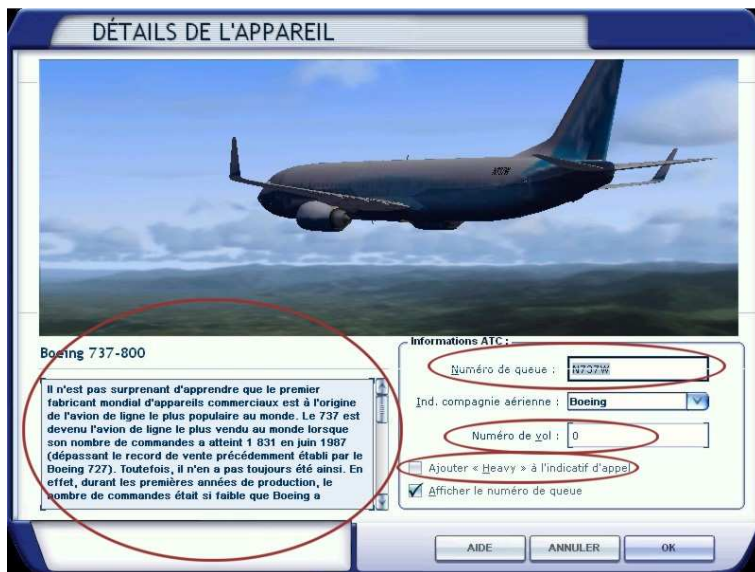 DÉTAILS DE L'APPAREIL
Boeing 737-800
Il n'est pas surprenant d'apprendre que le premier
fabricant mondial d'appareils commerciaux est à l'origine
de l'avion de ligne le plus populaire au monde. Le 737 est
devenu l'avion de ligne le plus vendu au monde lorsque
son nombre de commandes a atteint 1 831 en juin 1987
(dépassant le record de vente précédemment établi par le
Boeing 727). Toutefois, il n'en a pas toujours été ainsi. En
effet, durant les premières années de production, le
nombre de commandes était si faible que Boeing a
Informations ATC :
Numéro de queue : N737W
Ind. compagnie aérienne : Boeing
Numéro de vol : 0
Ajouter « Heavy » à l'indicatif d'appel
Afficher le numéro de queue
AIDE ANNULER OK